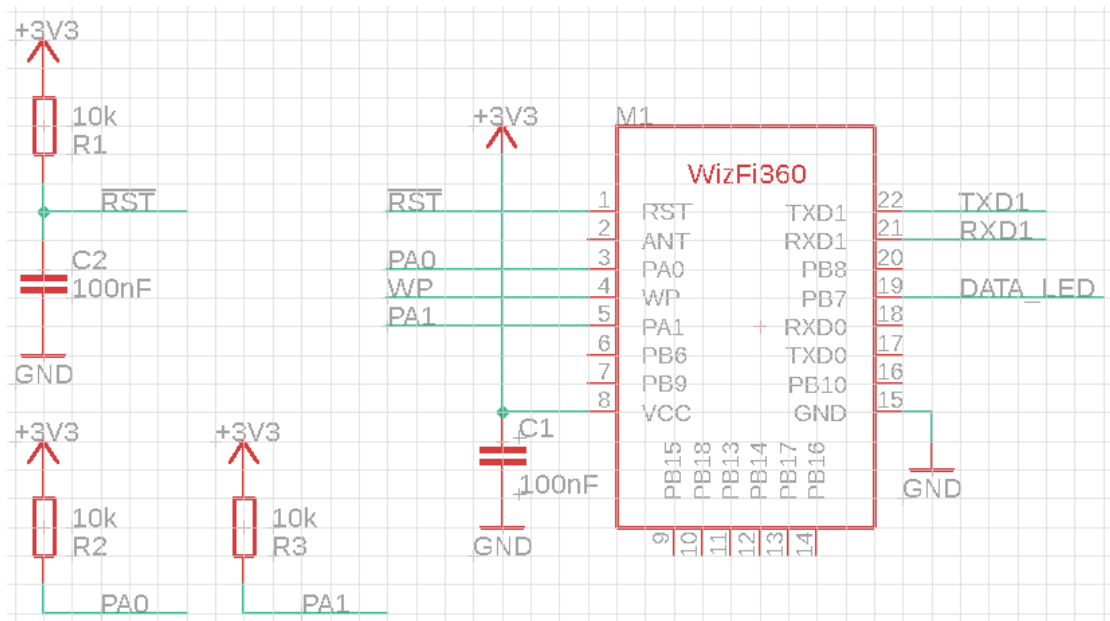 +3V3
10k
R1
RST
C2
100nF
GND
+3V3
10k
R2
PA0
+3V3
10k
R3
PA1
+3V3
RST
PA0
WP
PA1
C1
100nF
GND
M1
WizFi360
1 RST
2 ANT
3 PA0
4 WP
5 PA1
6 PB6
7 PB9
8 VCC
TXD1 22 TXD1
RXD1 21 RXD1
PB8 20
PB7 19 DATA_LED
RXD0 18
TXD0 17
PB10 16
GND 15
GND
PB15 PB18 PB13 PB14 PB17 PB16
9 10 11 12 13 14